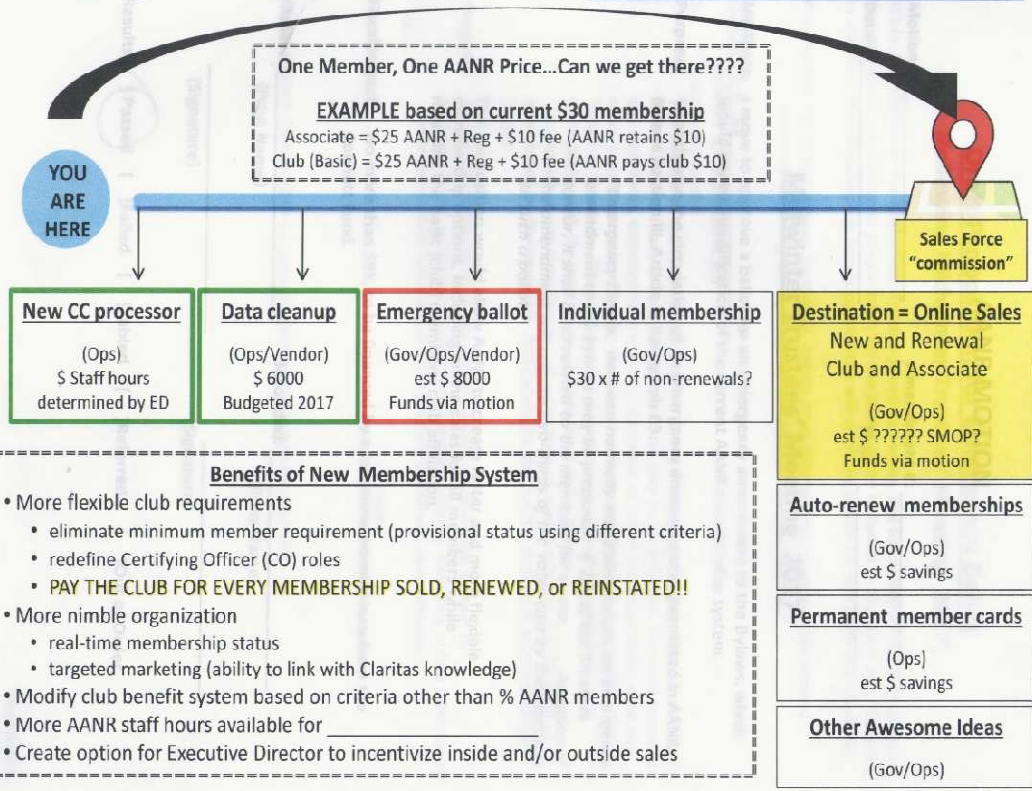 One Member, One AANR Price...Can we get there????
EXAMPLE based on current $30 membership
Associate = $25 AANR + Reg + $10 fee (AANR retains $10)
Club (Basic) = $25 AANR + Reg + $10 fee (AANR pays club $10)
YOU
ARE
HERE
Sales Force
"commission"
New CC processor
(Ops)
$ Staff hours
determined by ED
Data cleanup
(Ops/Vendor)
$ 6000
Budgeted 2017
Emergency ballot
(Gov/Ops/Vendor)
est $ 8000
Funds via motion
Individual membership
(Gov/Ops)
$30 x # of non-renewals?
Destination = Online Sales
New and Renewal
Club and Associate
(Gov/Ops)
est $ ?????? SMOP?
Funds via motion
Benefits of New Membership System
• More flexible club requirements
• eliminate minimum member requirement (provisional status using different criteria)
• redefine Certifying Officer (CO) roles
• PAY THE CLUB FOR EVERY MEMBERSHIP SOLD, RENEWED, or REINSTATED!!
• More nimble organization
• real-time membership status
• targeted marketing (ability to link with Claritas knowledge)
• Modify club benefit system based on criteria other than % AANR members
• More AANR staff hours available for ____________________
• Create option for Executive Director to incentivize inside and/or outside sales
Auto-renew memberships
(Gov/Ops)
est $ savings
Permanent member cards
(Ops)
est $ savings
Other Awesome Ideas
(Gov/Ops)